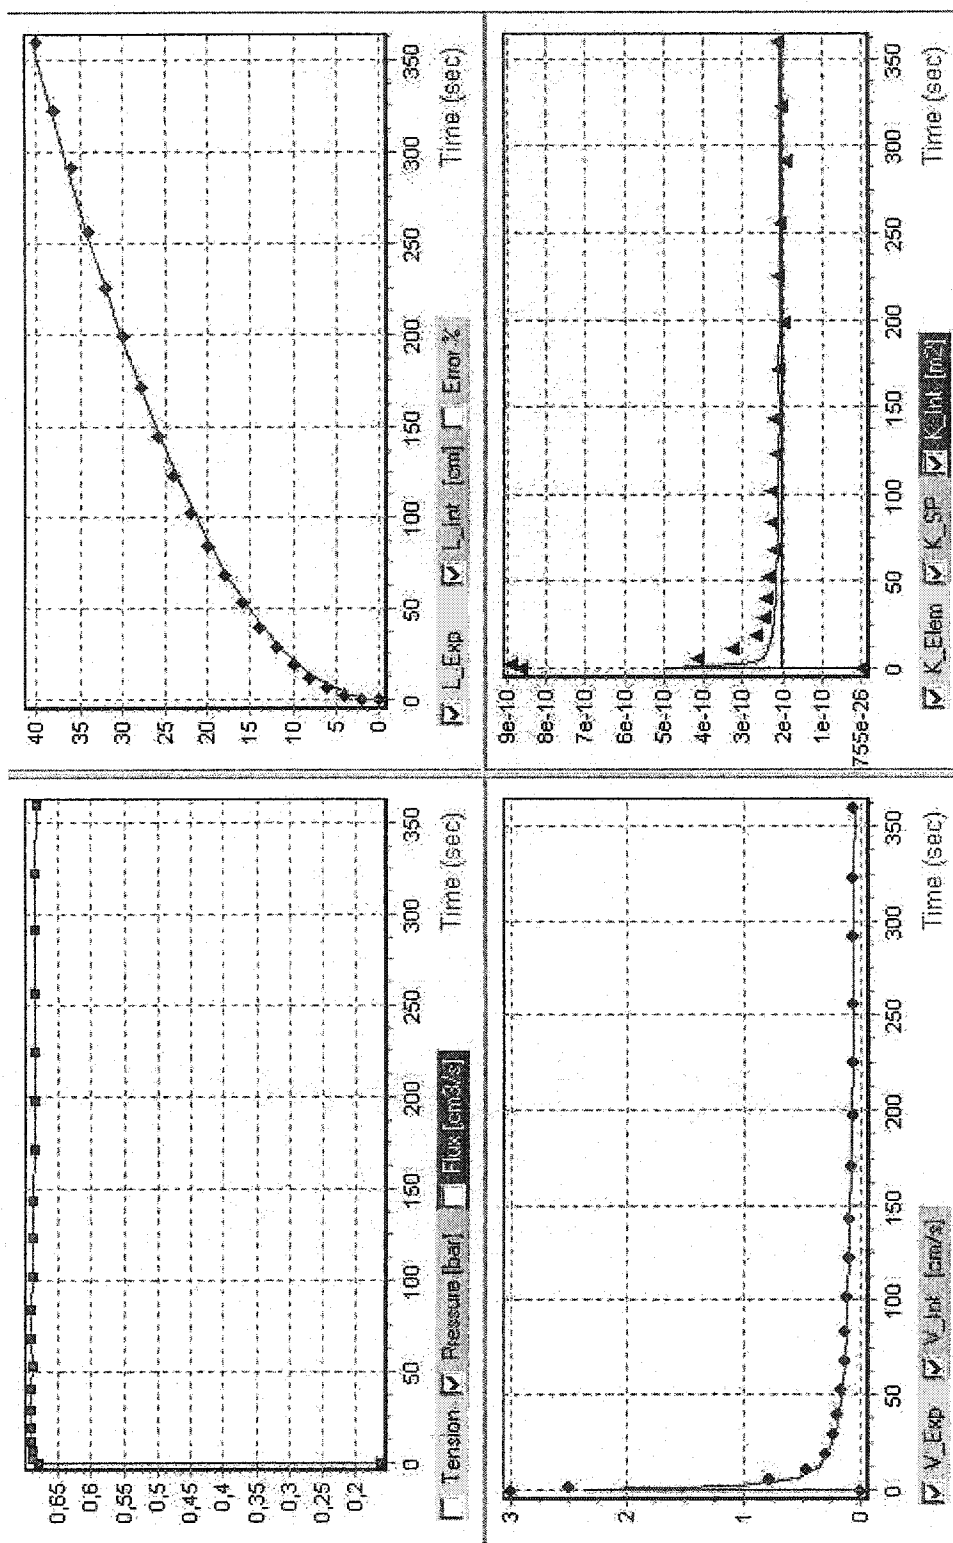 0,65
0,6
0,55
0,5
0,45
0,4
0,35
0,3
0,25
0,2
0 50 100 150 200 250 300 350 Time (sec)
Tension Pressure [bar] Flux [cm3/s]
40
35
30
25
20
15
10
5
0
0 50 100 150 200 250 300 350 Time (sec)
L_Exp L_Int [cm] Error %
3
2
1
0
0 50 100 150 200 250 300 350 Time (sec)
V_Exp V_Int [cm/s]
9e-10
8e-10
7e-10
6e-10
5e-10
4e-10
3e-10
2e-10
1e-10
755e-26
0 50 100 150 200 250 300 350 Time (sec)
K_Elem K_SP K_Int [m2]